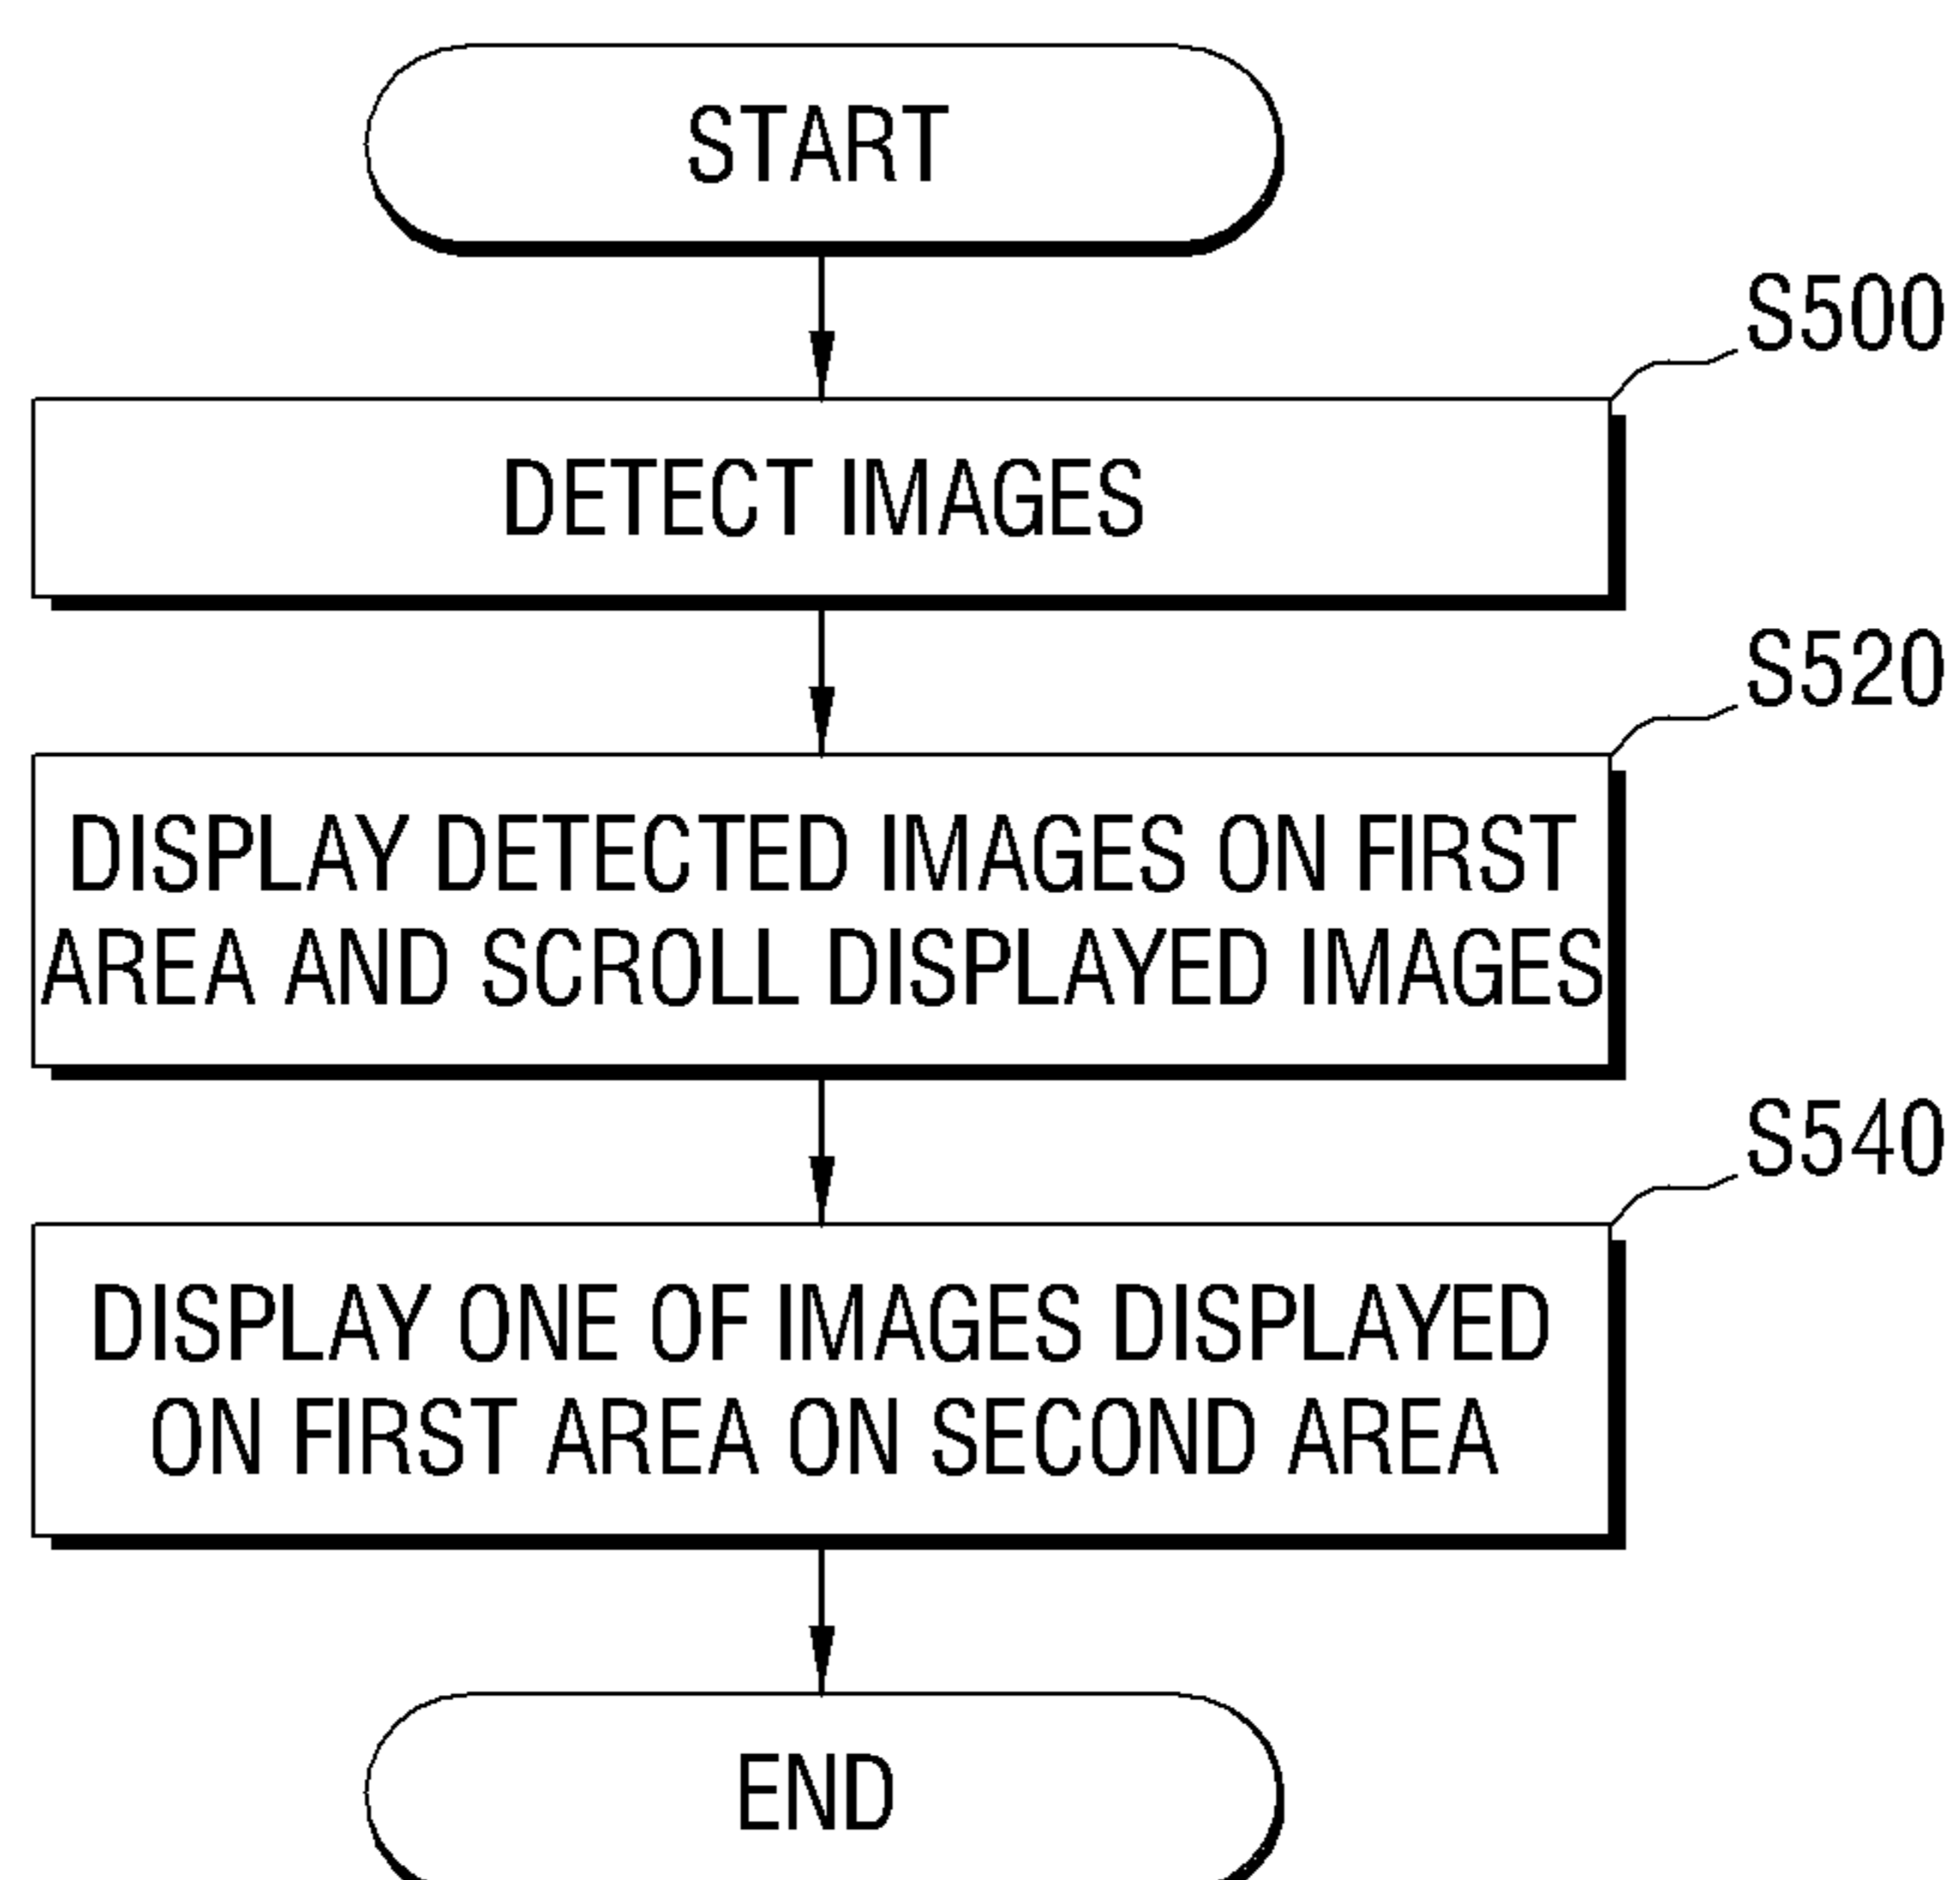 START
S500
DETECT IMAGES
S520
DISPLAY DETECTED IMAGES ON FIRST
AREA AND SCROLL DISPLAYED IMAGES
S540
DISPLAY ONE OF IMAGES DISPLAYED
ON FIRST AREA ON SECOND AREA
END